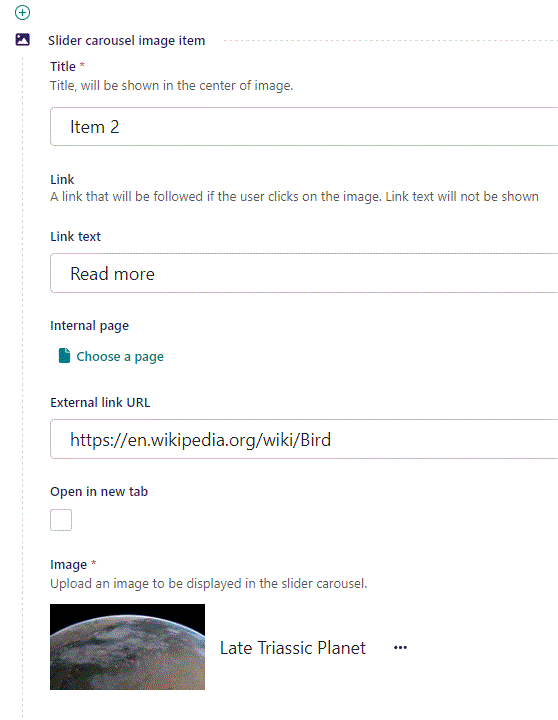 Slider carousel image item
Title *
Title, will be shown in the center of image.
Item 2
Link
A link that will be followed if the user clicks on the image. Link text will not be shown
Link text
Read more
Internal page
Choose a page
External link URL
https://en.wikipedia.org/wiki/Bird
Open in new tab
Image *
Upload an image to be displayed in the slider carousel.
Late Triassic Planet